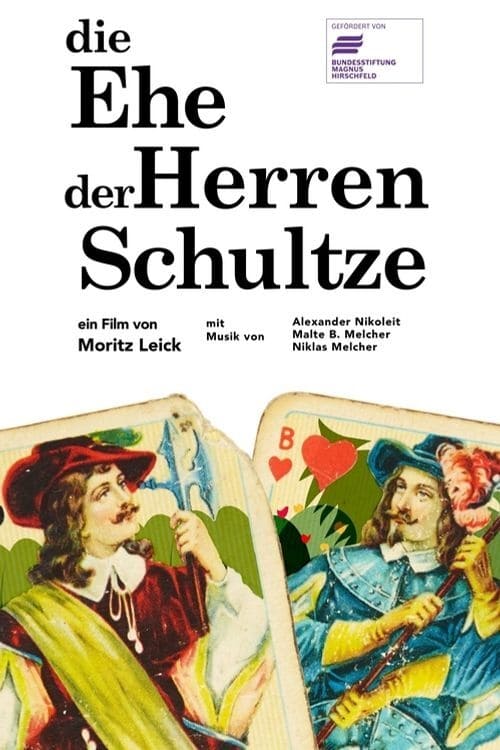 die
Ehe
der Herren
Schultze
GEFÖRDERT VON
BUNDESSTIFTUNG
MAGNUS
HIRSCHFELD
ein Film von
Moritz Leick
mit
Musik von
Alexander Nikoleit
Malte B. Melcher
Niklas Melcher
B